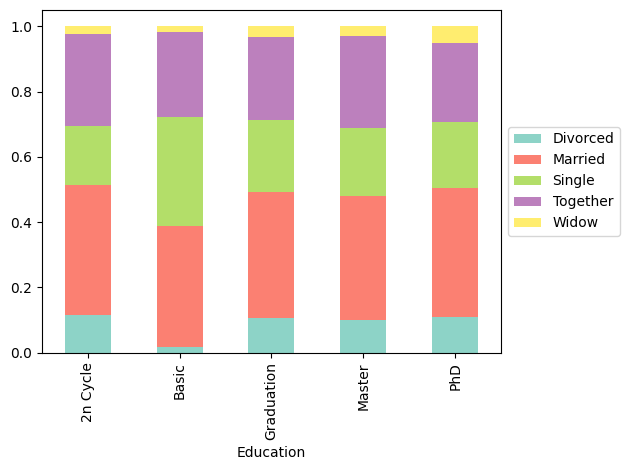 1.0
0.8
0.6
0.4
0.2
0.0
2n Cycle
Basic
Graduation
Master
PhD
Education
Divorced
Married
Single
Together
Widow